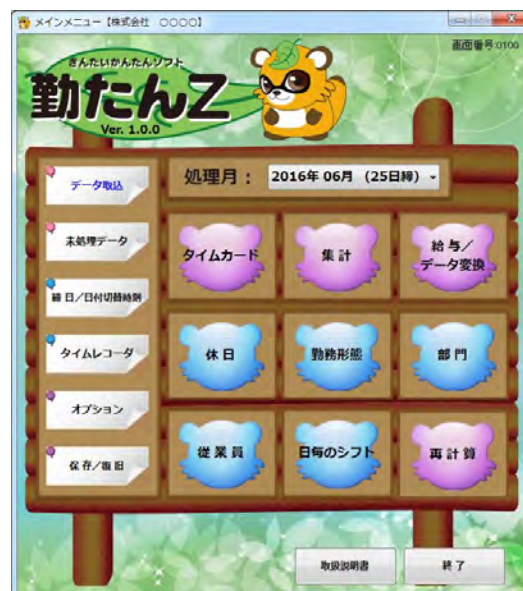 メインメニュー【株式会社　○○○○】
画面番号:0100
きんたいかんたんソフト
勤たんZ
Ver. 1.0.0
処理月： 2016年 06月 （25日締）
データ取込
未処理データ
締日/日付切替時刻
タイムレコーダ
オプション
保存/復旧
タイムカード
集計
給与/
データ変換
休日
勤務形態
部門
従業員
日毎のシフト
再計算
取扱説明書
終了